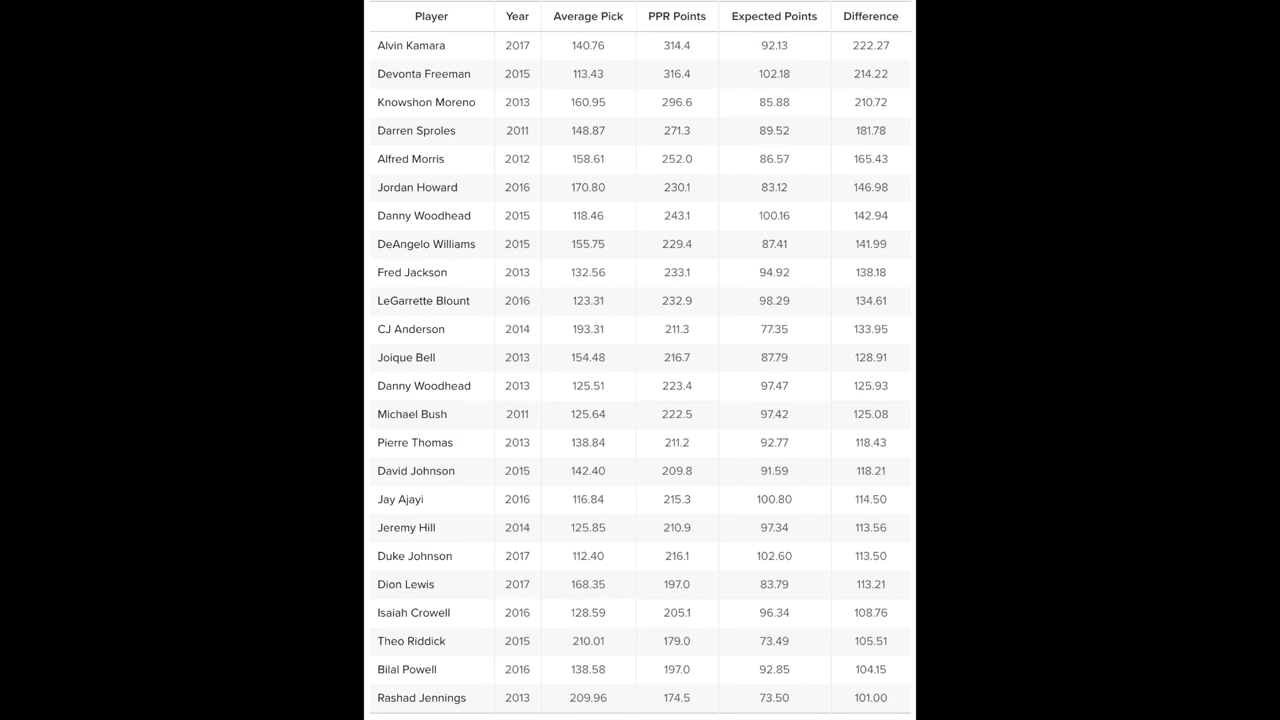 Player Year Average Pick PPR Points Expected Points Difference
Alvin Kamara 2017 140.76 314.4 92.13 222.27
Devonta Freeman 2015 113.43 316.4 102.18 214.22
Knowshon Moreno 2013 160.95 296.6 85.88 210.72
Darren Sproles 2011 148.87 271.3 89.52 181.78
Alfred Morris 2012 158.61 252.0 86.57 165.43
Jordan Howard 2016 170.80 230.1 83.12 146.98
Danny Woodhead 2015 118.46 243.1 100.16 142.94
DeAngelo Williams 2015 155.75 229.4 87.41 141.99
Fred Jackson 2013 132.56 233.1 94.92 138.18
LeGarrette Blount 2016 123.31 232.9 98.29 134.61
CJ Anderson 2014 193.31 211.3 77.35 133.95
Joique Bell 2013 154.48 216.7 87.79 128.91
Danny Woodhead 2013 125.51 223.4 97.47 125.93
Michael Bush 2011 125.64 222.5 97.42 125.08
Pierre Thomas 2013 138.84 211.2 92.77 118.43
David Johnson 2015 142.40 209.8 91.59 118.21
Jay Ajayi 2016 116.84 215.3 100.80 114.50
Jeremy Hill 2014 125.85 210.9 97.34 113.56
Duke Johnson 2017 112.40 216.1 102.60 113.50
Dion Lewis 2017 168.35 197.0 83.79 113.21
Isaiah Crowell 2016 128.59 205.1 96.34 108.76
Theo Riddick 2015 210.01 179.0 73.49 105.51
Bilal Powell 2016 138.58 197.0 92.85 104.15
Rashad Jennings 2013 209.96 174.5 73.50 101.00